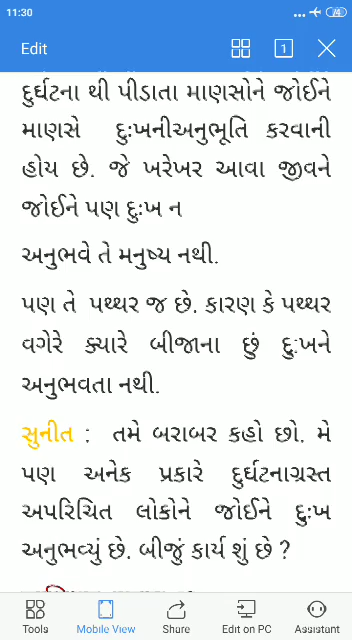 11:30
Edit
1
દુર્ઘટના થી પીડાતા માણસોને જોઈને
માણસે દુઃખનીઅનુભૂતિ કરવાની
હોય છે. જે ખરેખર આવા જીવને
જોઈને પણ દુઃખ ન
અનુભવે તે મનુષ્ય નથી.
પણ તે પથ્થર જ છે. કારણ કે પથ્થર
વગેરે ક્યારે બીજાના છું દુઃખને
અનુભવતા નથી.
સુનીત : તમે બરાબર કહો છો. મે
પણ અનેક પ્રકારે દુર્ઘટનાગ્રસ્ત
અપરિચિત લોકોને જોઈને દુઃખ
અનુભવ્યું છે. બીજું કાર્ય શું છે ?
Tools Mobile View Share Edit on PC Assistant